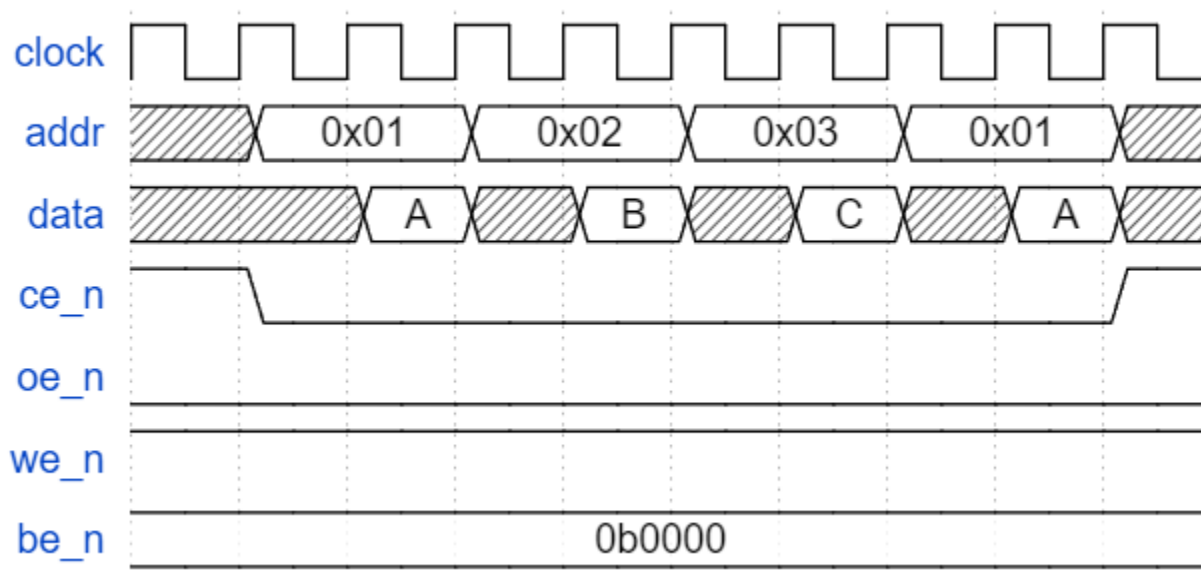 clock
addr 0x01 0x02 0x03 0x01
data A B C A
ce_n
oe_n
we_n
be_n 0b0000